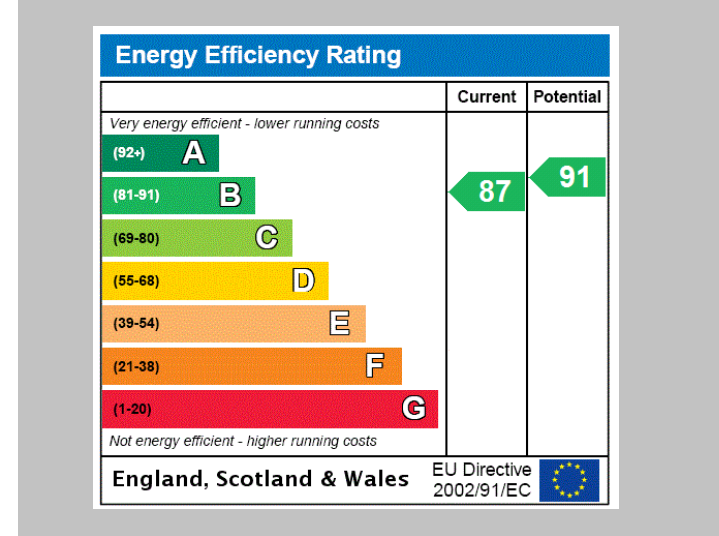 Energy Efficiency Rating
Current Potential
Very energy efficient - lower running costs
(92+) A
(81-91) B
87
91
(69-80) C
(55-68) D
(39-54) E
(21-38) F
(1-20) G
Not energy efficient - higher running costs
England, Scotland & Wales
EU Directive
2002/91/EC